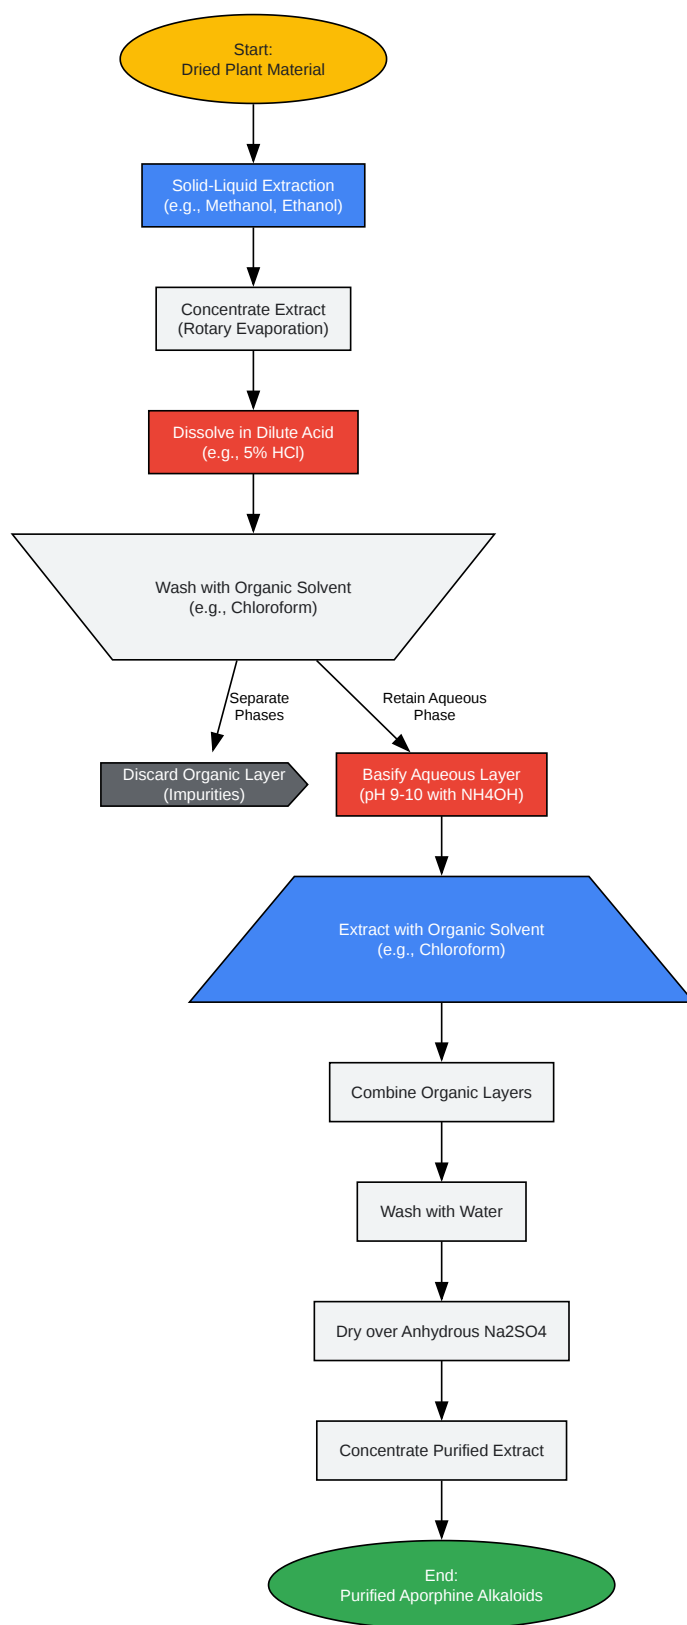 Start:
Dried Plant Material
Solid-Liquid Extraction
(e.g., Methanol, Ethanol)
Concentrate Extract
(Rotary Evaporation)
Dissolve in Dilute Acid
(e.g., 5% HCl)
Wash with Organic Solvent
(e.g., Chloroform)
Separate
Phases
Retain Aqueous
Phase
Discard Organic Layer
(Impurities)
Basify Aqueous Layer
(pH 9-10 with NH4OH)
Extract with Organic Solvent
(e.g., Chloroform)
Combine Organic Layers
Wash with Water
Dry over Anhydrous Na2SO4
Concentrate Purified Extract
End:
Purified Aporphine Alkaloids